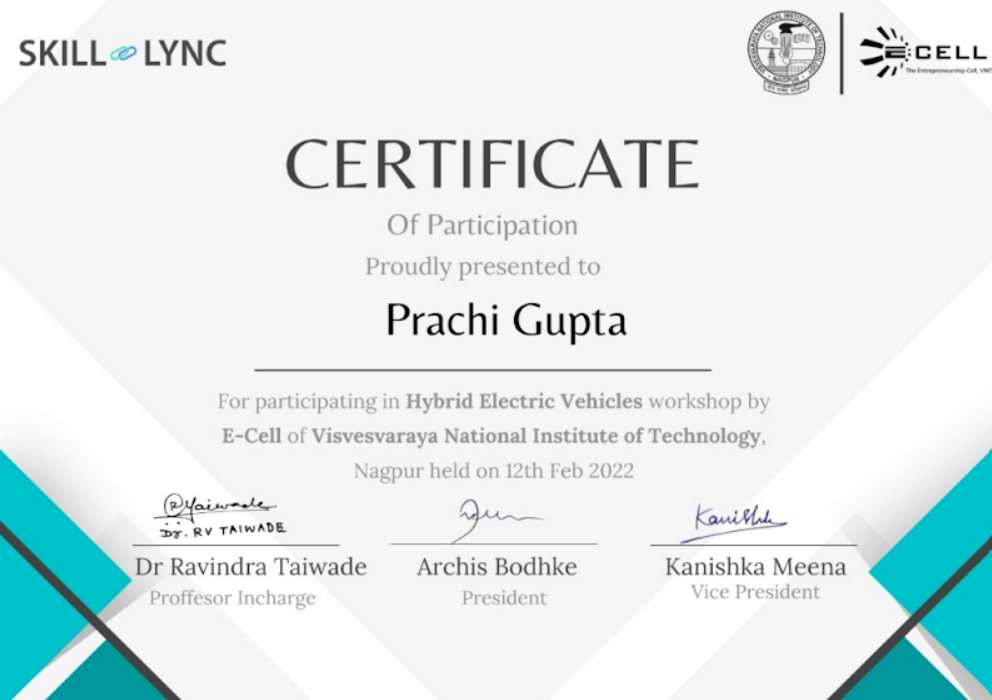 SKILL LYNC
VISVESVARAYA NATIONAL INSTITUTE OF TECHNOLOGY
NAGPUR
E-CELL
The Entrepreneurship Cell, VNIT
CERTIFICATE
Of Participation
Proudly presented to
Prachi Gupta
For participating in Hybrid Electric Vehicles workshop by
E-Cell of Visvesvaraya National Institute of Technology,
Nagpur held on 12th Feb 2022
RTaiwade
Dr. RV TAIWADE
Kanishka
Dr Ravindra Taiwade
Archis Bodhke
Kanishka Meena
Proffesor Incharge
President
Vice President